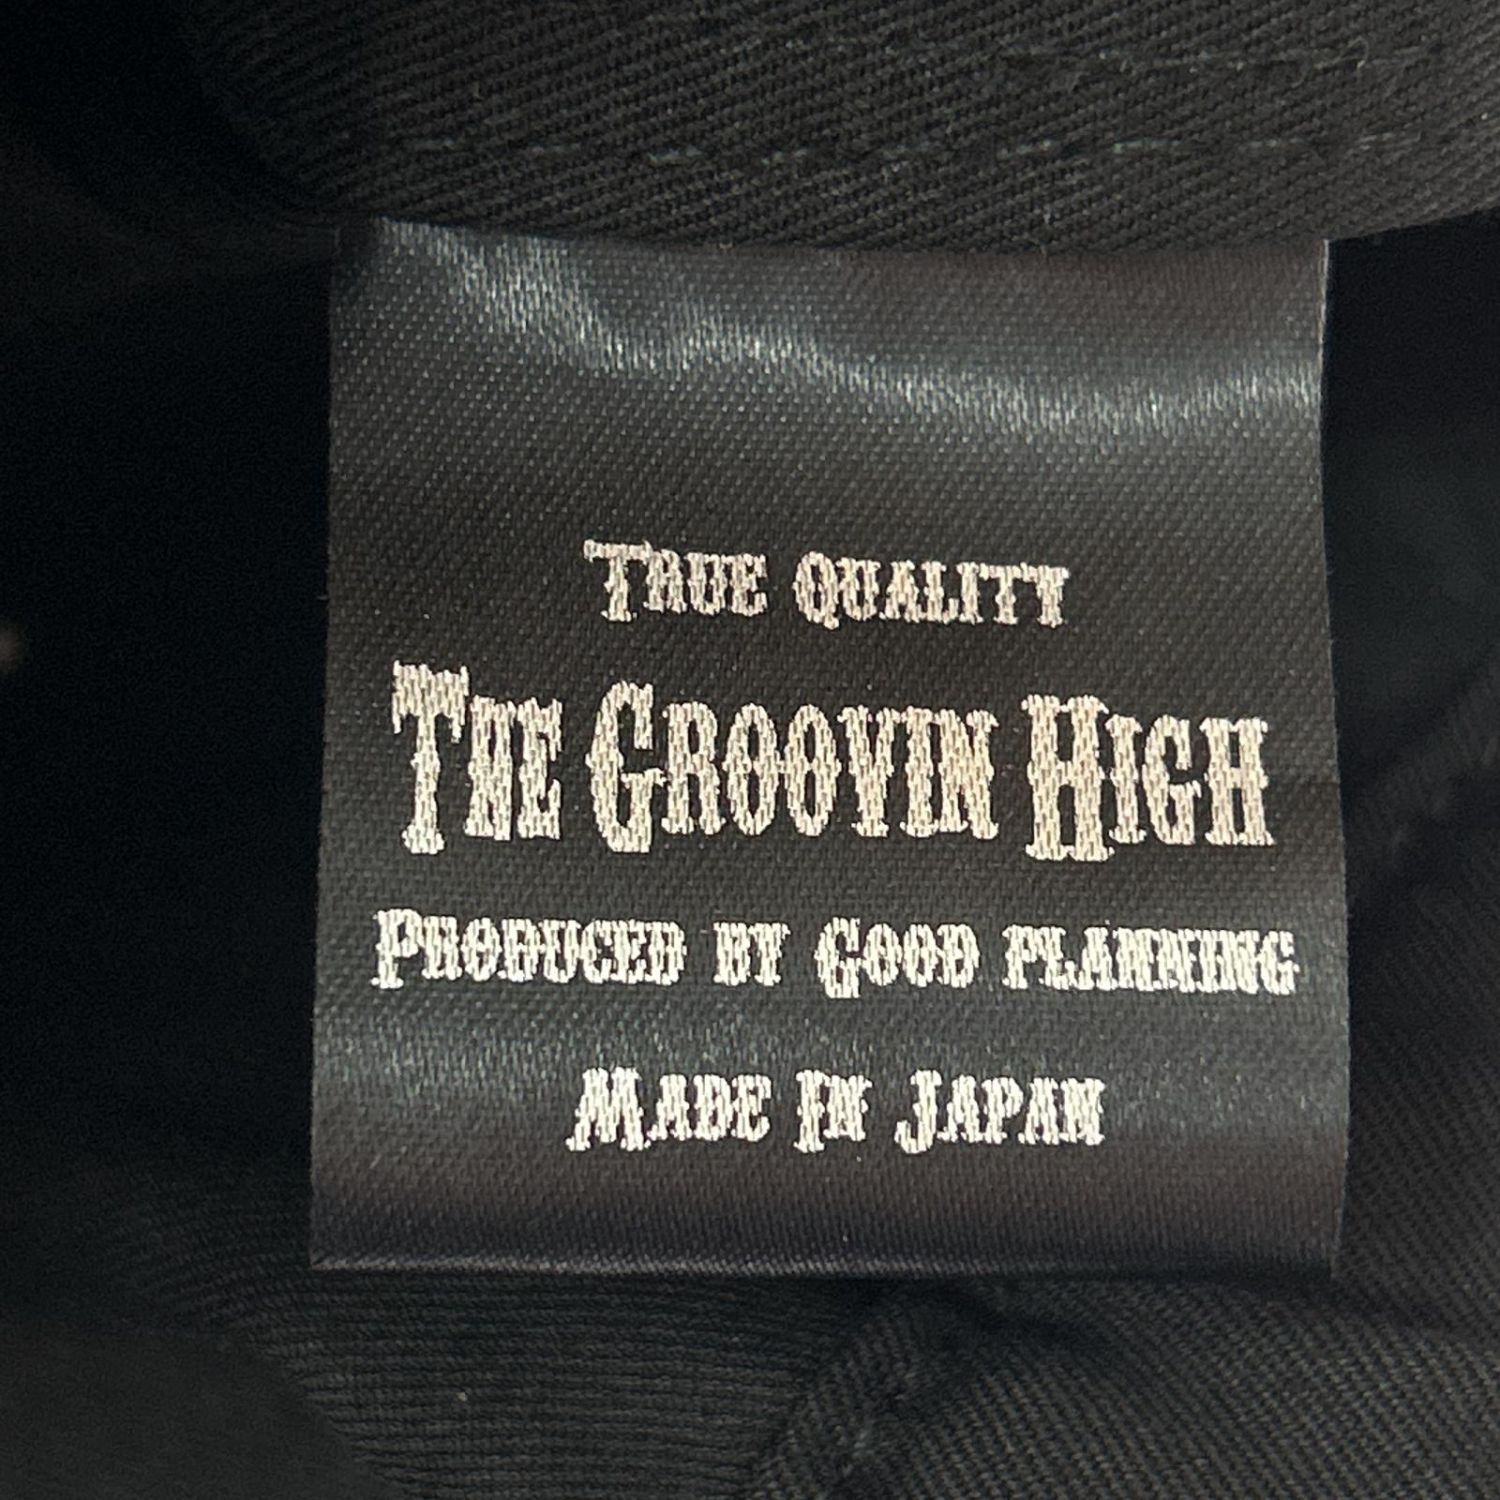 TRUE QUALITY
THE GROOVIN HIGH
PRODUCED BY GOOD PLANNING
MADE IN JAPAN